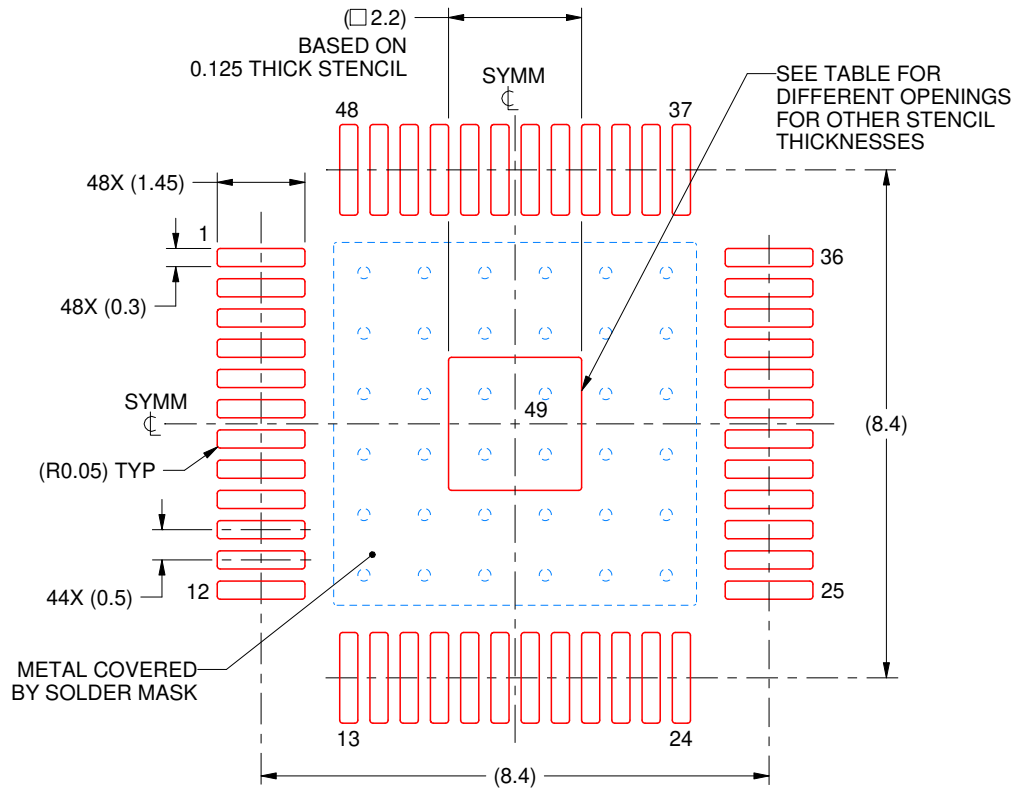 (□2.2)
BASED ON
0.125 THICK STENCIL
SYMM
℄
SEE TABLE FOR
DIFFERENT OPENINGS
FOR OTHER STENCIL
THICKNESSES
48
37
48X (1.45)
1
36
48X (0.3)
SYMM
℄
49
(8.4)
(R0.05) TYP
44X (0.5)
12
25
METAL COVERED
BY SOLDER MASK
13
24
(8.4)